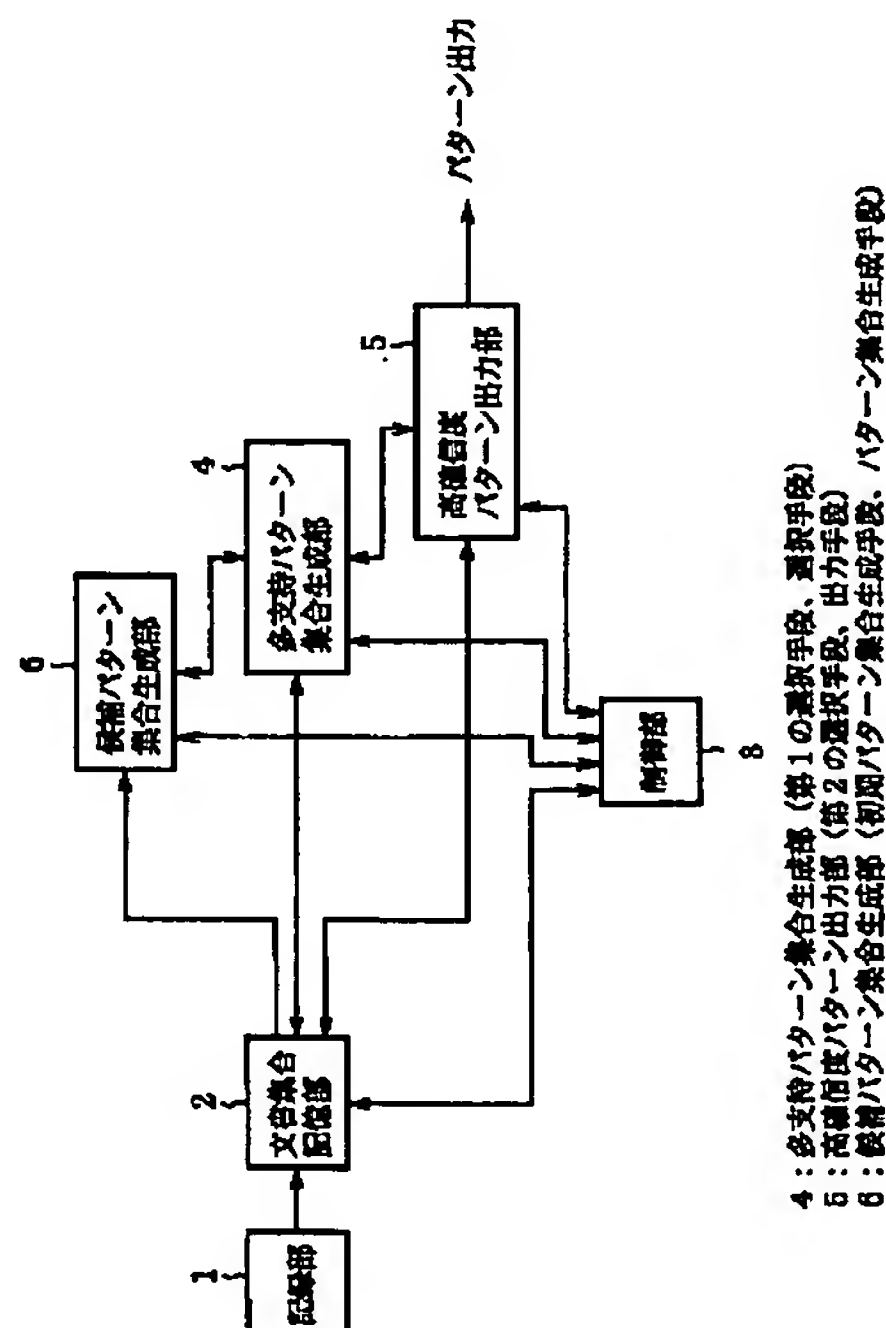 1
記録部
2
文書集合
記憶部
6
候補パターン
集合生成部
4
多支持パターン
集合生成部
5
高確信度
パターン出力部
パターン出力
制御部
8
4：多支持パターン集合生成部（第１の選択手段、選択手段）
5：高確信度パターン出力部（第２の選択手段、出力手段）
6：候補パターン集合生成部（初期パターン集合生成手段、パターン集合生成手段）